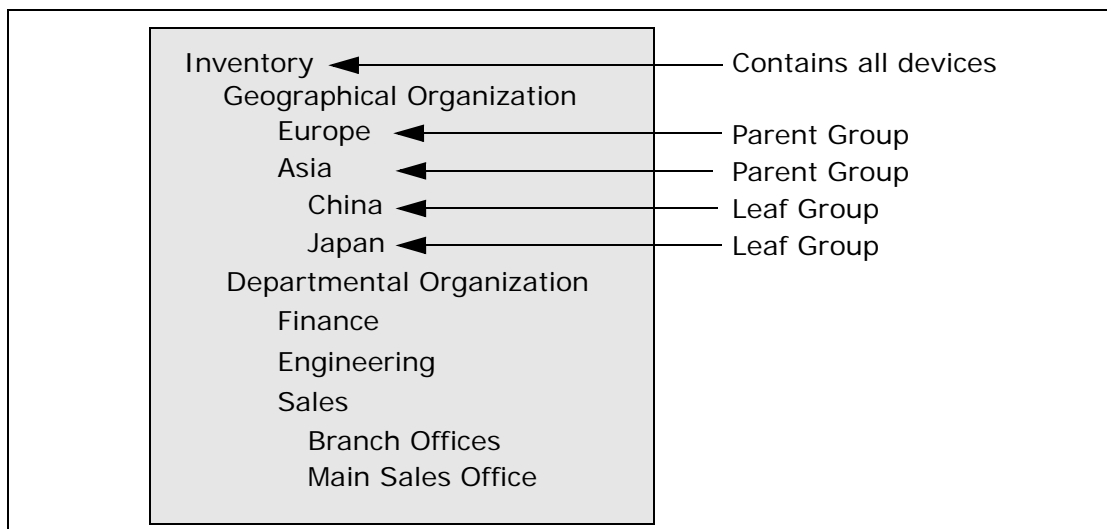 Inventory Contains all devices
Geographical Organization
Europe Parent Group
Asia Parent Group
China Leaf Group
Japan Leaf Group
Departmental Organization
Finance
Engineering
Sales
Branch Offices
Main Sales Office